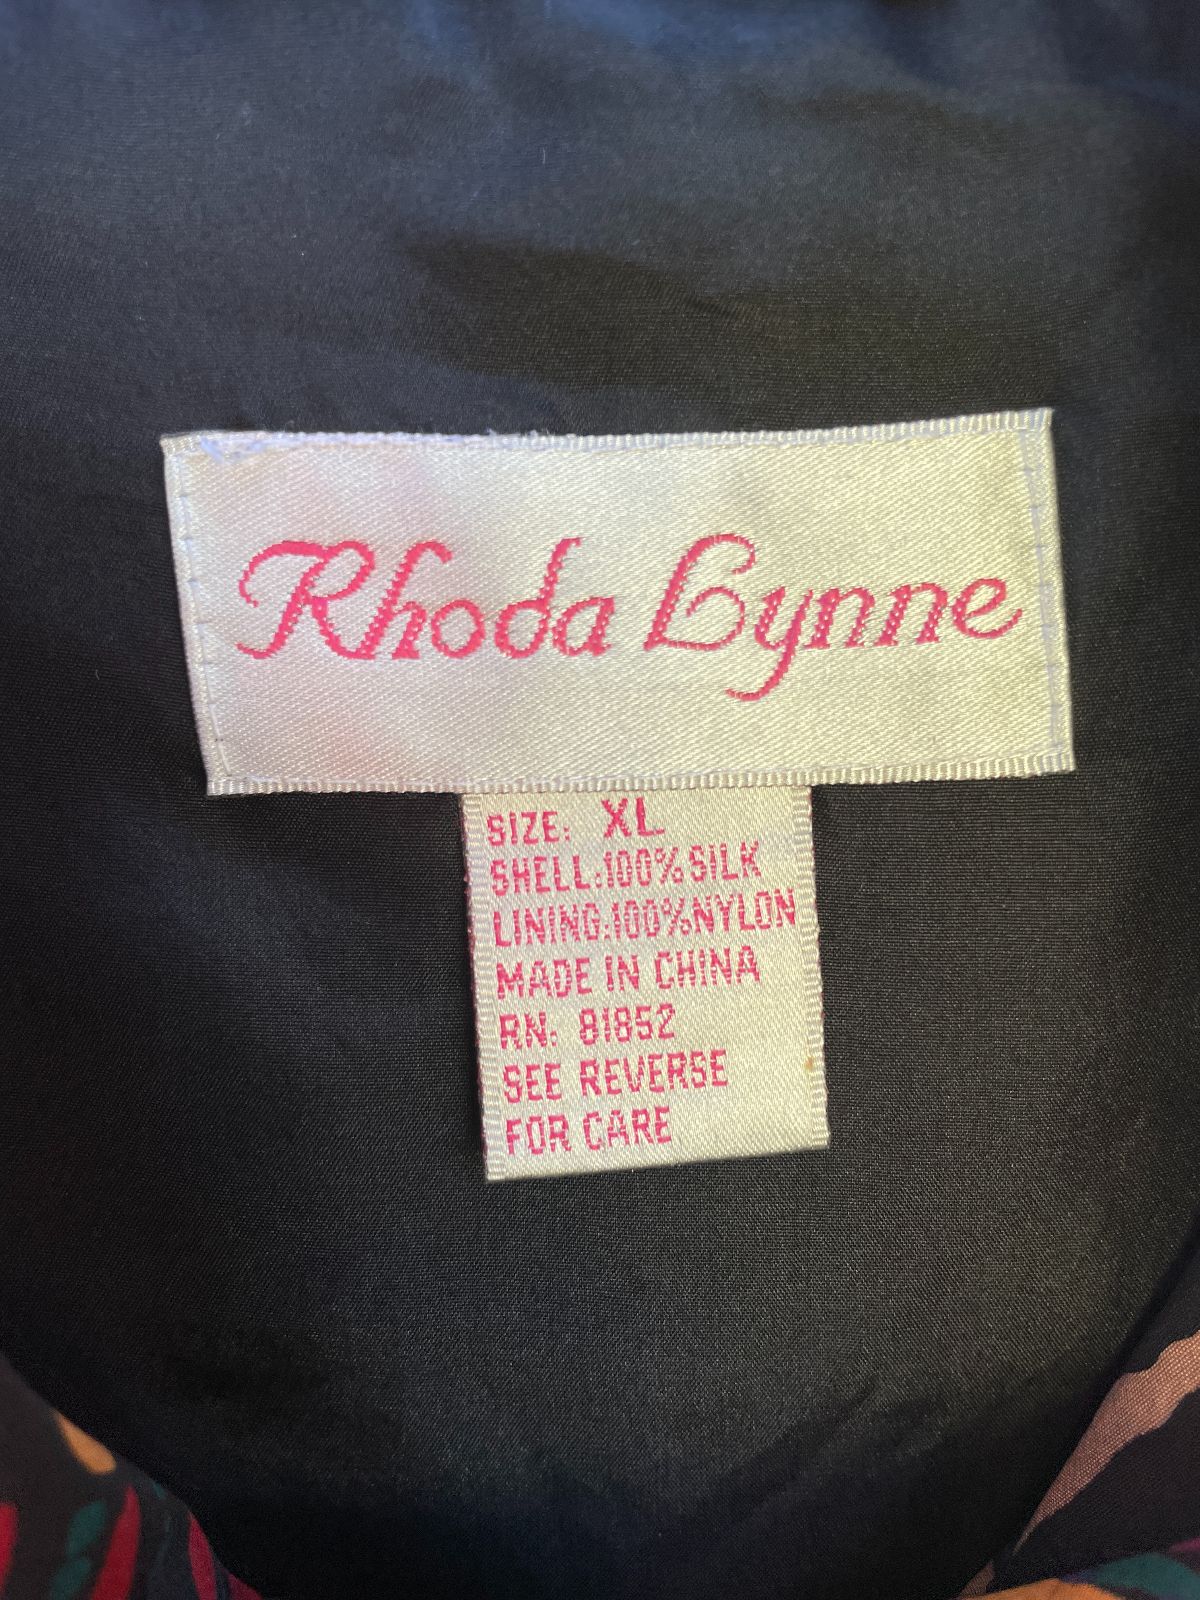 Rhoda Lynne
SIZE: XL
SHELL:100%SILK
LINING:100%NYLON
MADE IN CHINA
RN: 81852
SEE REVERSE
FOR CARE